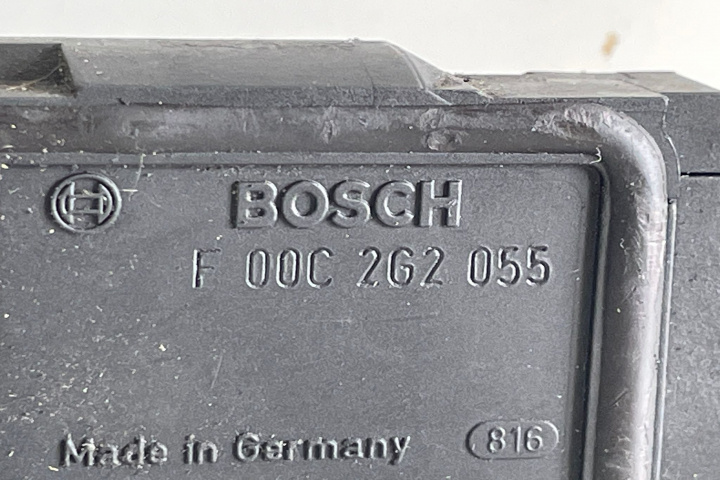 BOSCH
F 00C 2G2 055
Made in Germany 816